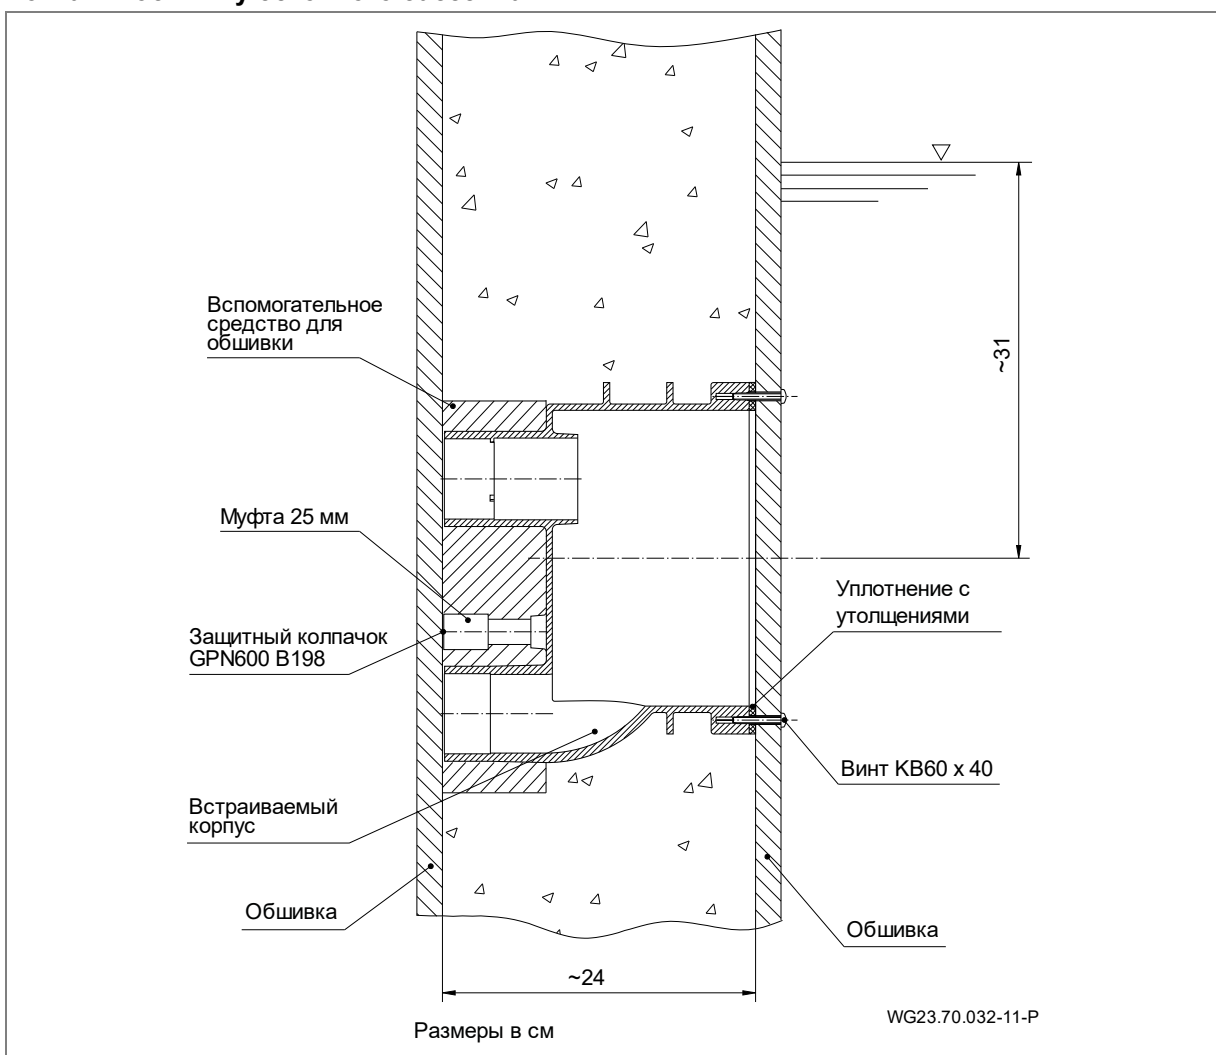 Вспомогательное
средство для
обшивки
~31
Муфта 25 мм
Уплотнение с
утолщениями
Защитный колпачок
GPN600 B198
Винт KB60 x 40
Встраиваемый
корпус
Обшивка
Обшивка
~24
WG23.70.032-11-P
Размеры в см